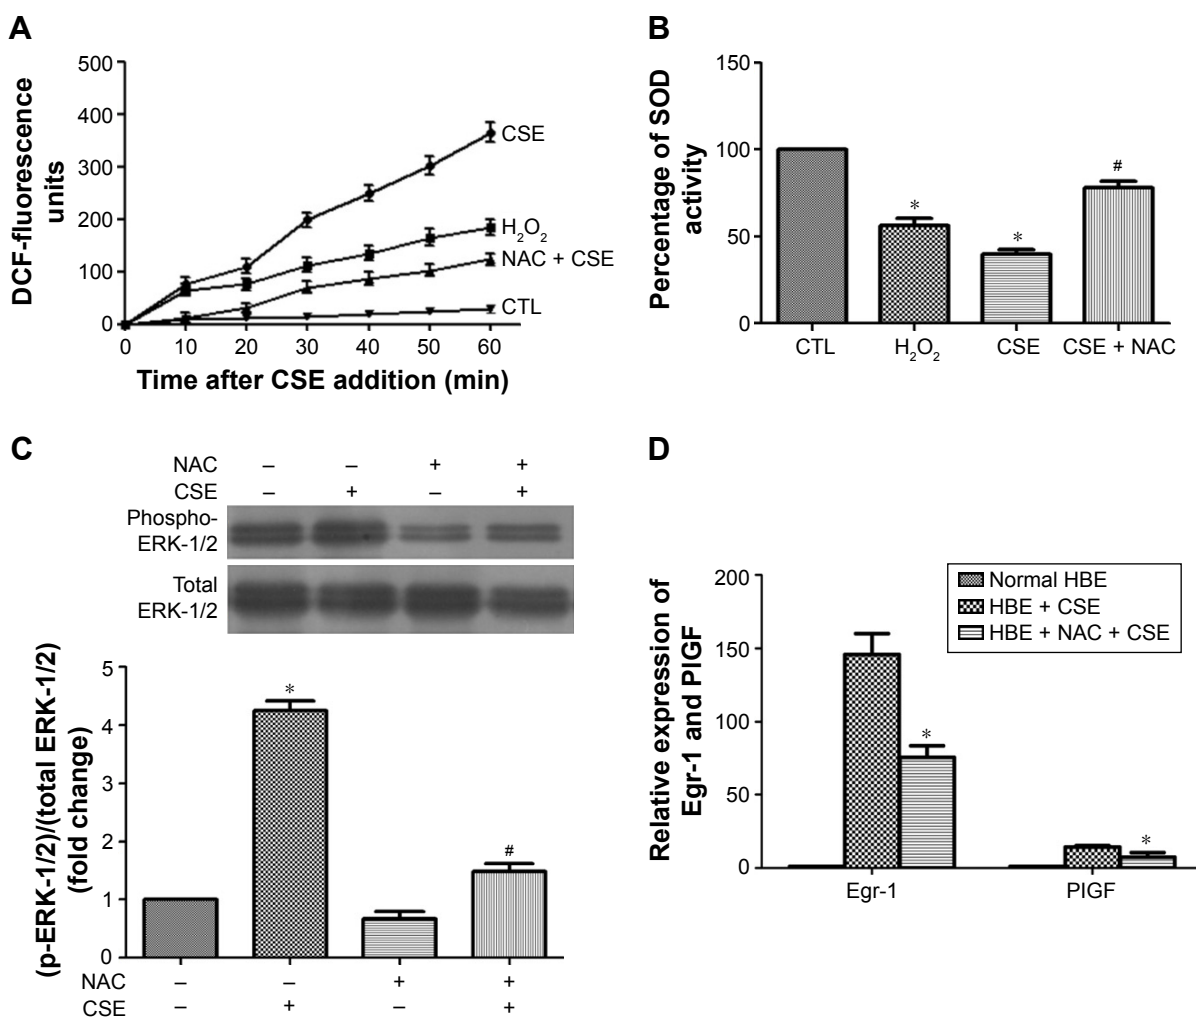 A
500
400
300
200
100
0
DCF-fluorescence
units
CSE
H₂O₂
NAC + CSE
CTL
0 10 20 30 40 50 60
Time after CSE addition (min)
B
150
100
50
0
Percentage of SOD
activity
*
*
#
CTL H₂O₂ CSE CSE + NAC
C
NAC – – + +
CSE – + – +
Phospho-
ERK-1/2
Total
ERK-1/2
5
4
3
2
1
0
(p-ERK-1/2)/(total ERK-1/2)
(fold change)
*
#
NAC – – + +
CSE – + – +
D
200
150
100
50
0
Relative expression of
Egr-1 and PIGF
Normal HBE
HBE + CSE
HBE + NAC + CSE
*
*
Egr-1 PIGF